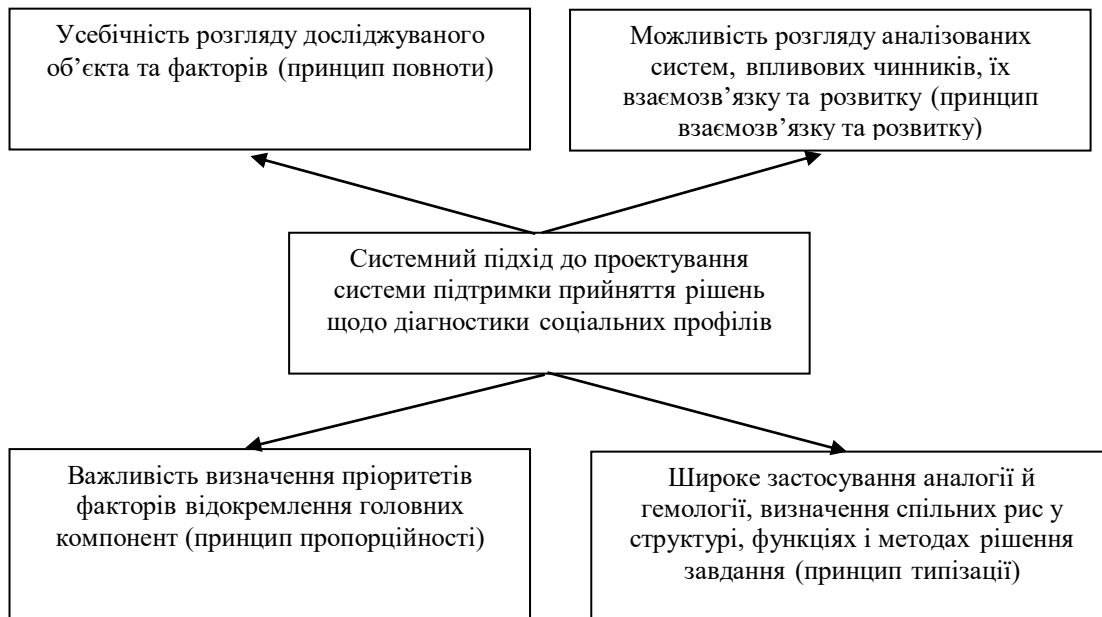 Усебічність розгляду досліджуваного
об’єкта та факторів (принцип повноти)
Можливість розгляду аналізованих
систем, впливових чинників, їх
взаємозв’язку та розвитку (принцип
взаємозв’язку та розвитку)
Системний підхід до проектування
системи підтримки прийняття рішень
щодо діагностики соціальних профілів
Важливість визначення пріоритетів
факторів відокремлення головних
компонент (принцип пропорційності)
Широке застосування аналогії й
гемології, визначення спільних рис у
структурі, функціях і методах рішення
завдання (принцип типізації)